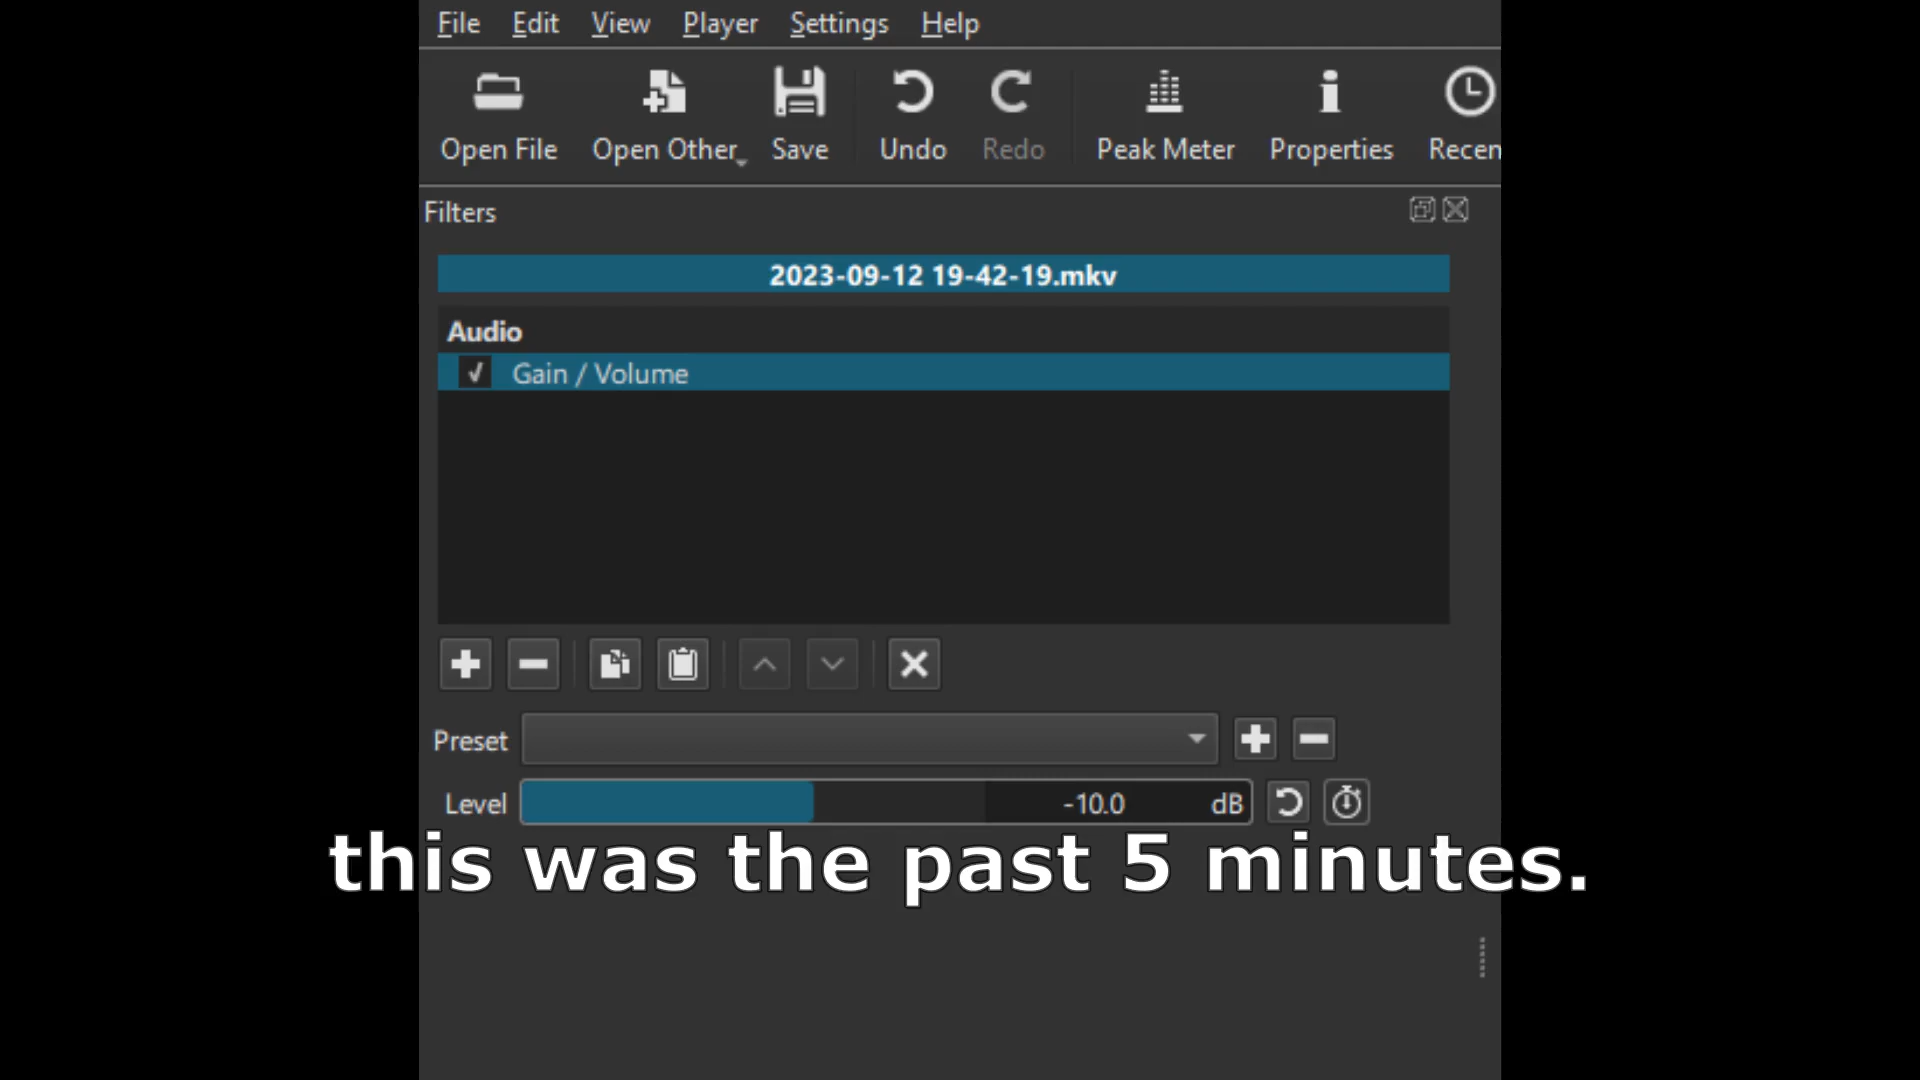 File Edit View Player Settings Help
Open File Open Other Save Undo Redo Peak Meter Properties Recen
Filters
2023-09-12 19-42-19.mkv
Audio
Gain / Volume
Preset
Level -10.0 dB
this was the past 5 minutes.